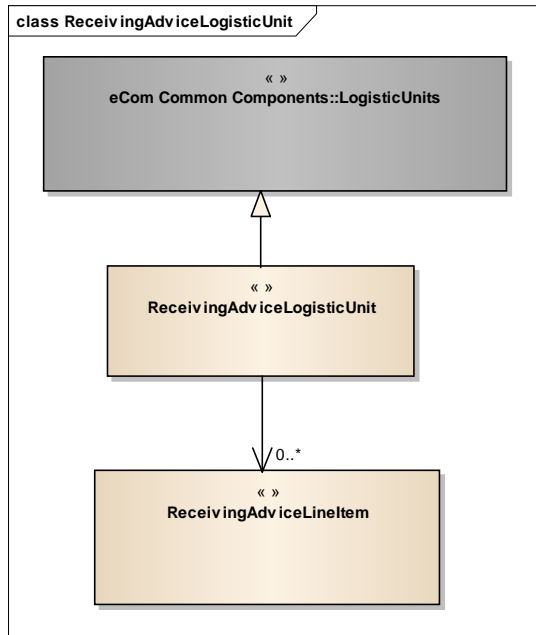 class ReceivingAdviceLogisticUnit
« »
eCom Common Components::LogisticUnits
« »
ReceivingAdviceLogisticUnit
0..*
« »
ReceivingAdviceLineItem